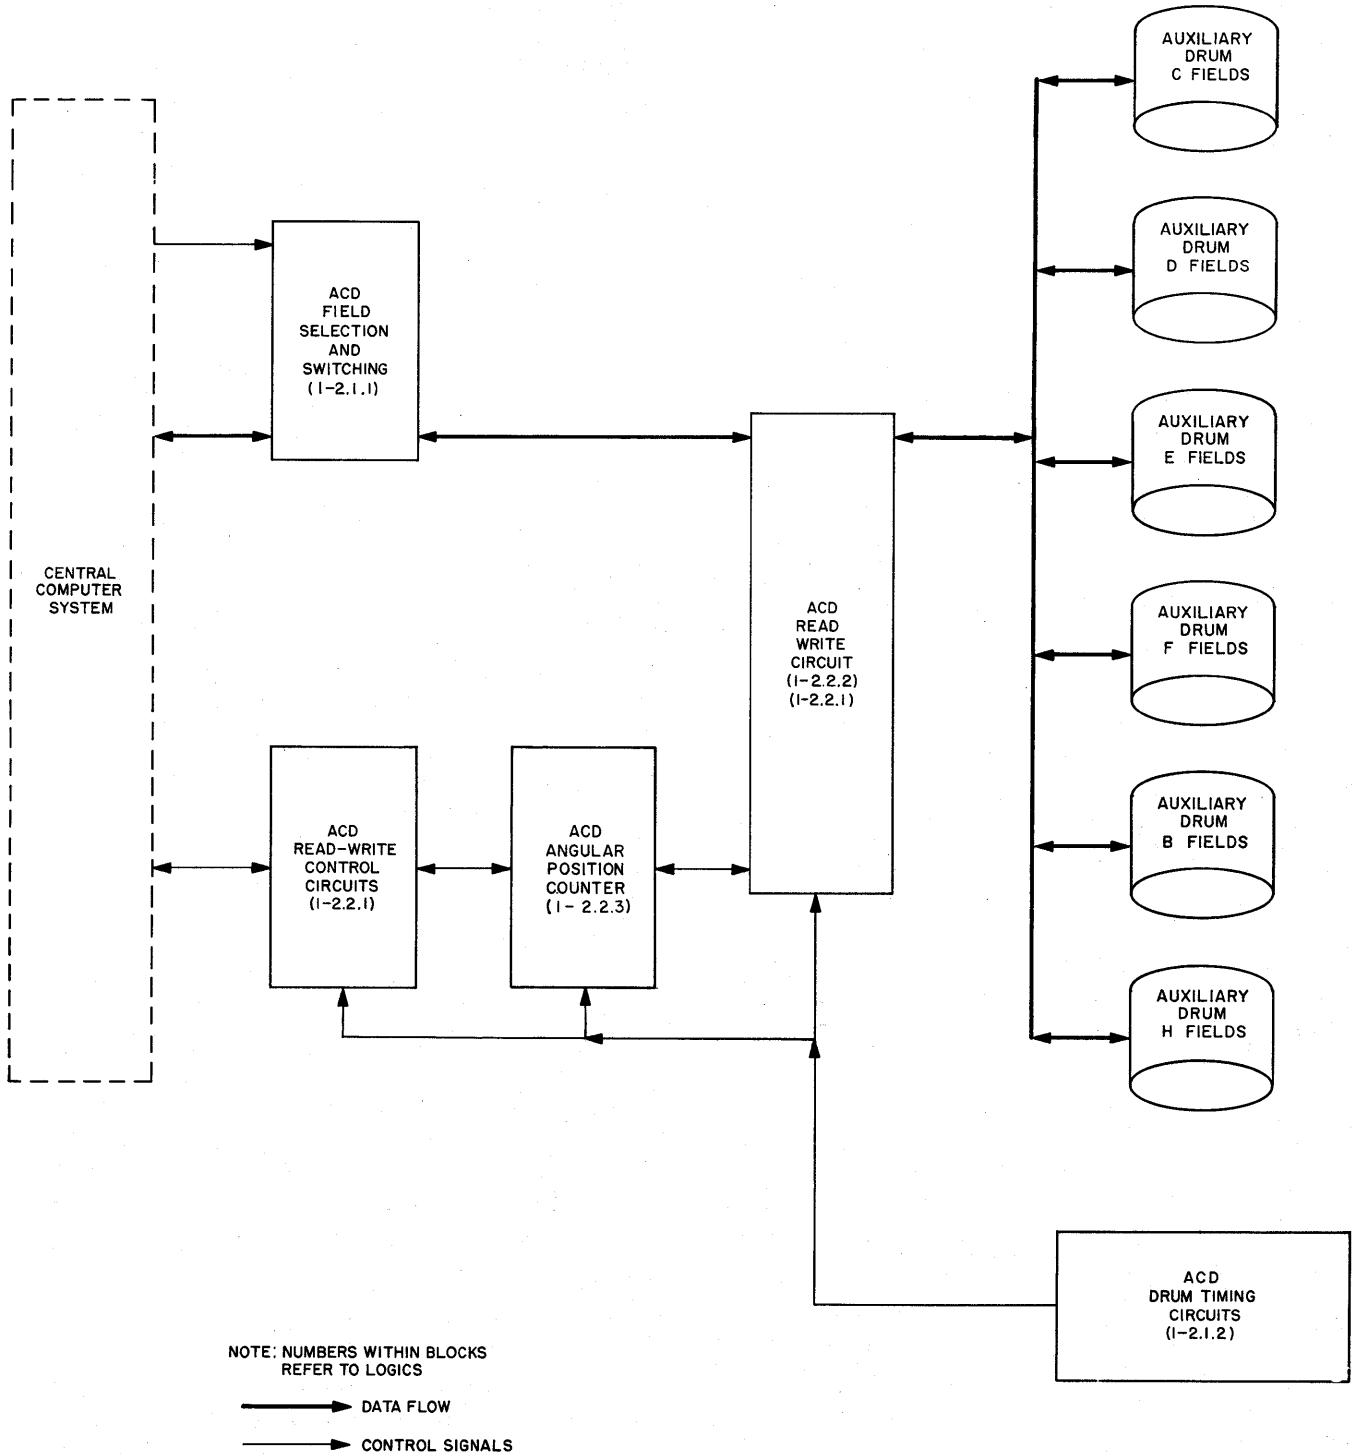 AUXILIARY
DRUM
C FIELDS
AUXILIARY
DRUM
D FIELDS
ACD
FIELD
SELECTION
AND
SWITCHING
(1-2.1.1)
AUXILIARY
DRUM
E FIELDS
CENTRAL
COMPUTER
SYSTEM
ACD
READ
WRITE
CIRCUIT
(1-2.2.2)
(1-2.2.1)
AUXILIARY
DRUM
F FIELDS
ACD
READ-WRITE
CONTROL
CIRCUITS
(1-2.2.1)
ACD
ANGULAR
POSITION
COUNTER
(1-2.2.3)
AUXILIARY
DRUM
B FIELDS
AUXILIARY
DRUM
H FIELDS
ACD
DRUM TIMING
CIRCUITS
(1-2.1.2)
NOTE: NUMBERS WITHIN BLOCKS
REFER TO LOGICS
DATA FLOW
CONTROL SIGNALS